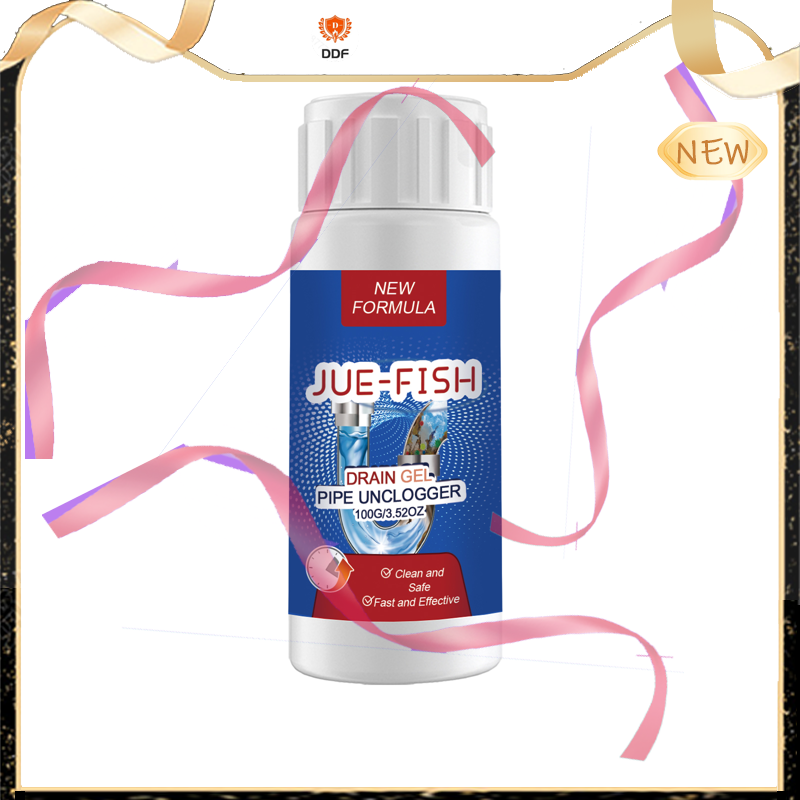 DDF
NEW
NEW
FORMULA
JUE-FISH
DRAIN GEL
PIPE UNCLOGGER
100G/3.52OZ
Clean and
Safe
Fast and Effective